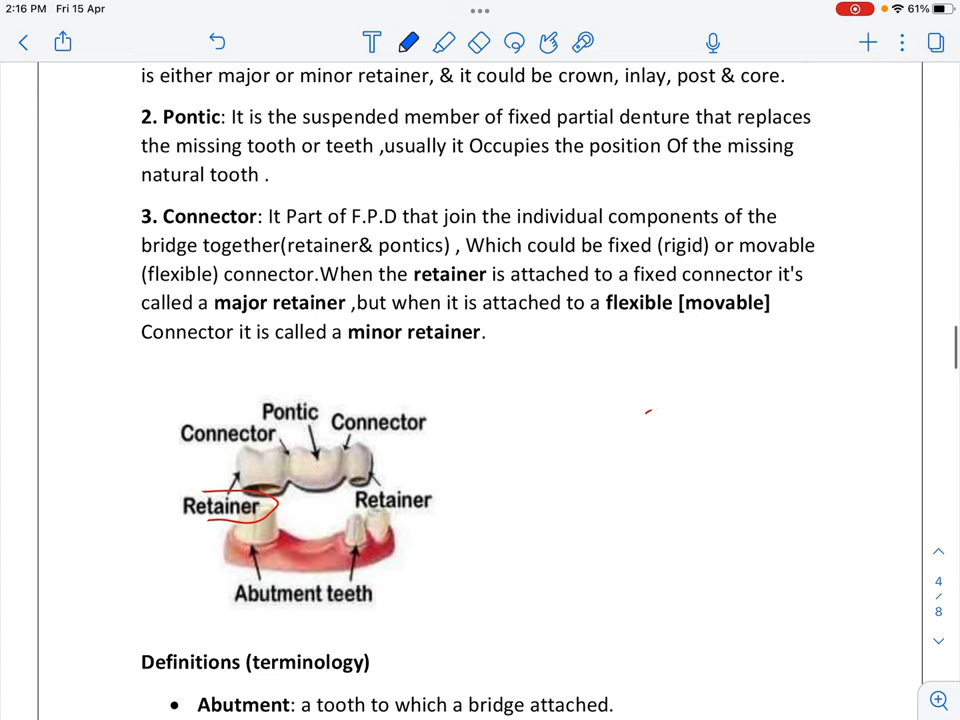 2:16 PM Fri 15 Apr
61%
is either major or minor retainer, & it could be crown, inlay, post & core.
2. Pontic: It is the suspended member of fixed partial denture that replaces
the missing tooth or teeth ,usually it Occupies the position Of the missing
natural tooth .
3. Connector: It Part of F.P.D that join the individual components of the
bridge together(retainer& pontics) , Which could be fixed (rigid) or movable
(flexible) connector.When the retainer is attached to a fixed connector it's
called a major retainer ,but when it is attached to a flexible [movable]
Connector it is called a minor retainer.
Pontic
Connector
Connector
Retainer
Retainer
Abutment teeth
4
/
8
Definitions (terminology)
• Abutment: a tooth to which a bridge attached.